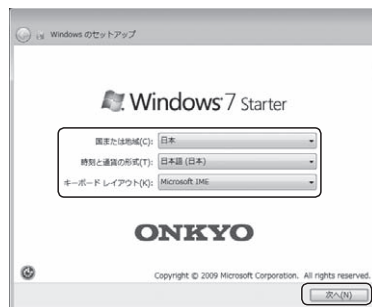 Windows のセットアップ
Windows 7 Starter
国または地域(C): 日本
時刻と通貨の形式(T): 日本語 (日本)
キーボード レイアウト(K): Microsoft IME
ONKYO
Copyright © 2009 Microsoft Corporation. All rights reserved.
次へ(N)